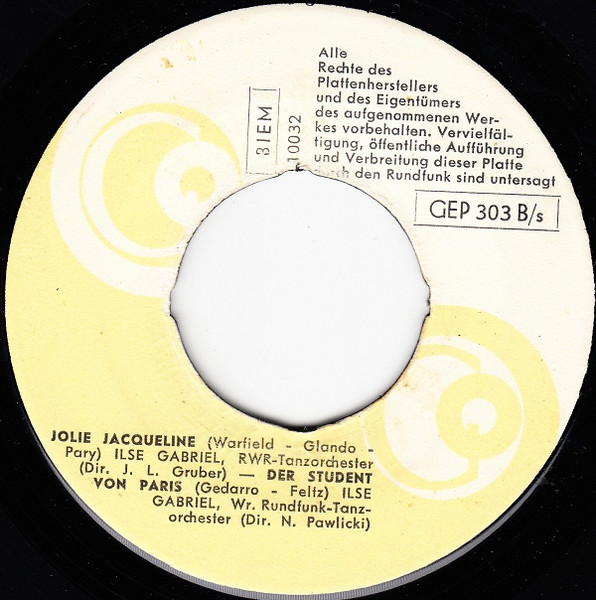 Alle
Rechte des
Plattenherstellers
und des Eigentümers
des aufgenommenen Wer-
kes vorbehalten. Vervielfäl-
tigung, öffentliche Aufführung
und Verbreitung dieser Platte
durch den Rundfunk sind untersagt
BIEM
10032
GEP 303 B/s
JOLIE JACQUELINE (Warfield - Glando -
Pary) ILSE GABRIEL, RWR-Tanzorchester
(Dir. J. L. Gruber) — DER STUDENT
VON PARIS (Gedarro - Feltz) ILSE
GABRIEL, Wr. Rundfunk-Tanz-
orchester (Dir. N. Pawlicki)